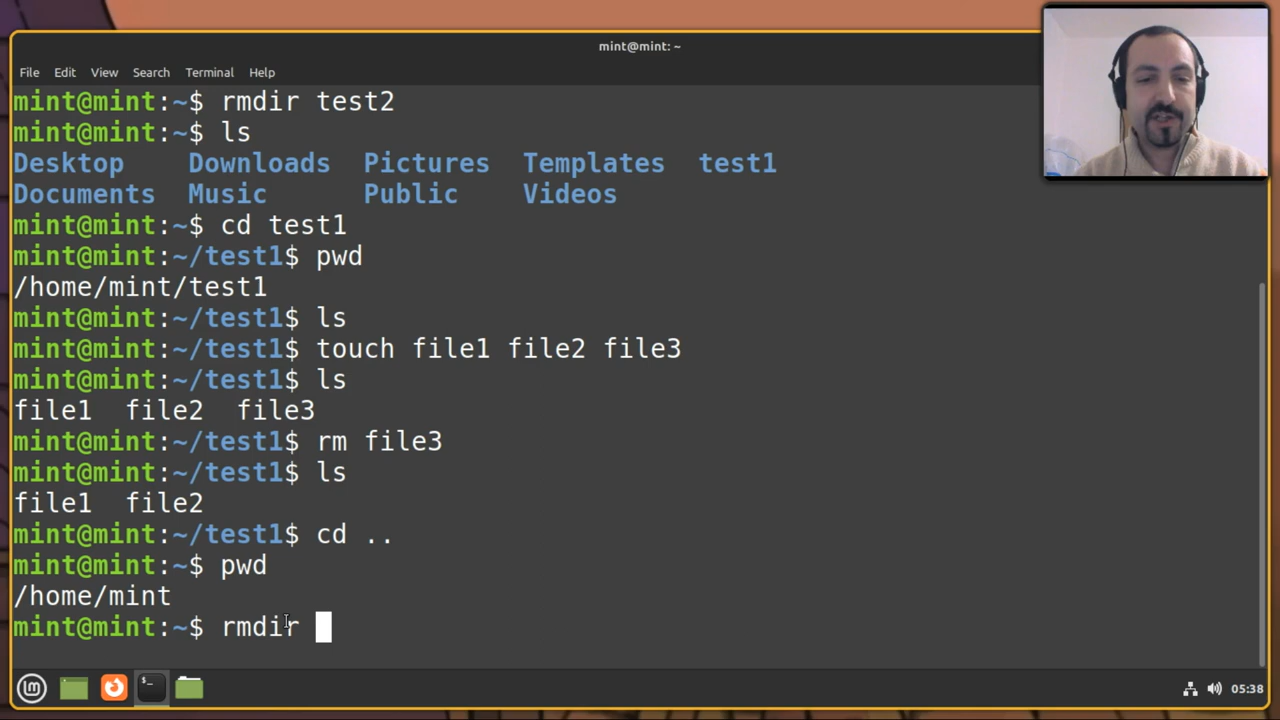 mint@mint: ~
File Edit View Search Terminal Help
mint@mint:~$ rmdir test2
mint@mint:~$ ls
Desktop Downloads Pictures Templates test1
Documents Music Public Videos
mint@mint:~$ cd test1
mint@mint:~/test1$ pwd
/home/mint/test1
mint@mint:~/test1$ ls
mint@mint:~/test1$ touch file1 file2 file3
mint@mint:~/test1$ ls
file1 file2 file3
mint@mint:~/test1$ rm file3
mint@mint:~/test1$ ls
file1 file2
mint@mint:~/test1$ cd ..
mint@mint:~$ pwd
/home/mint
mint@mint:~$ rmdir
05:38